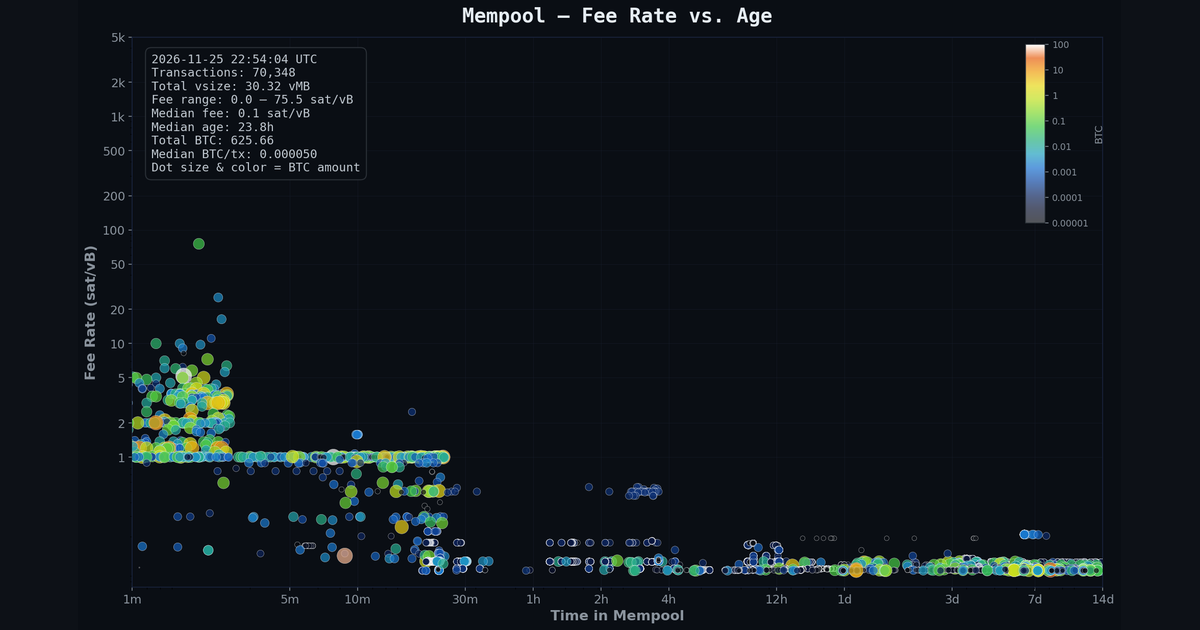 Mempool — Fee Rate vs. Age
2026-11-25 22:54:04 UTC
Transactions: 70,348
Total vsize: 30.32 vMB
Fee range: 0.0 — 75.5 sat/vB
Median fee: 0.1 sat/vB
Median age: 23.8h
Total BTC: 625.66
Median BTC/tx: 0.000050
Dot size & color = BTC amount
5k
2k
1k
500
200
100
50
20
10
5
2
1
Fee Rate (sat/vB)
100
10
1
0.1
0.01
0.001
0.0001
0.00001
BTC
1m 5m 10m 30m 1h 2h 4h 12h 1d 3d 7d 14d
Time in Mempool